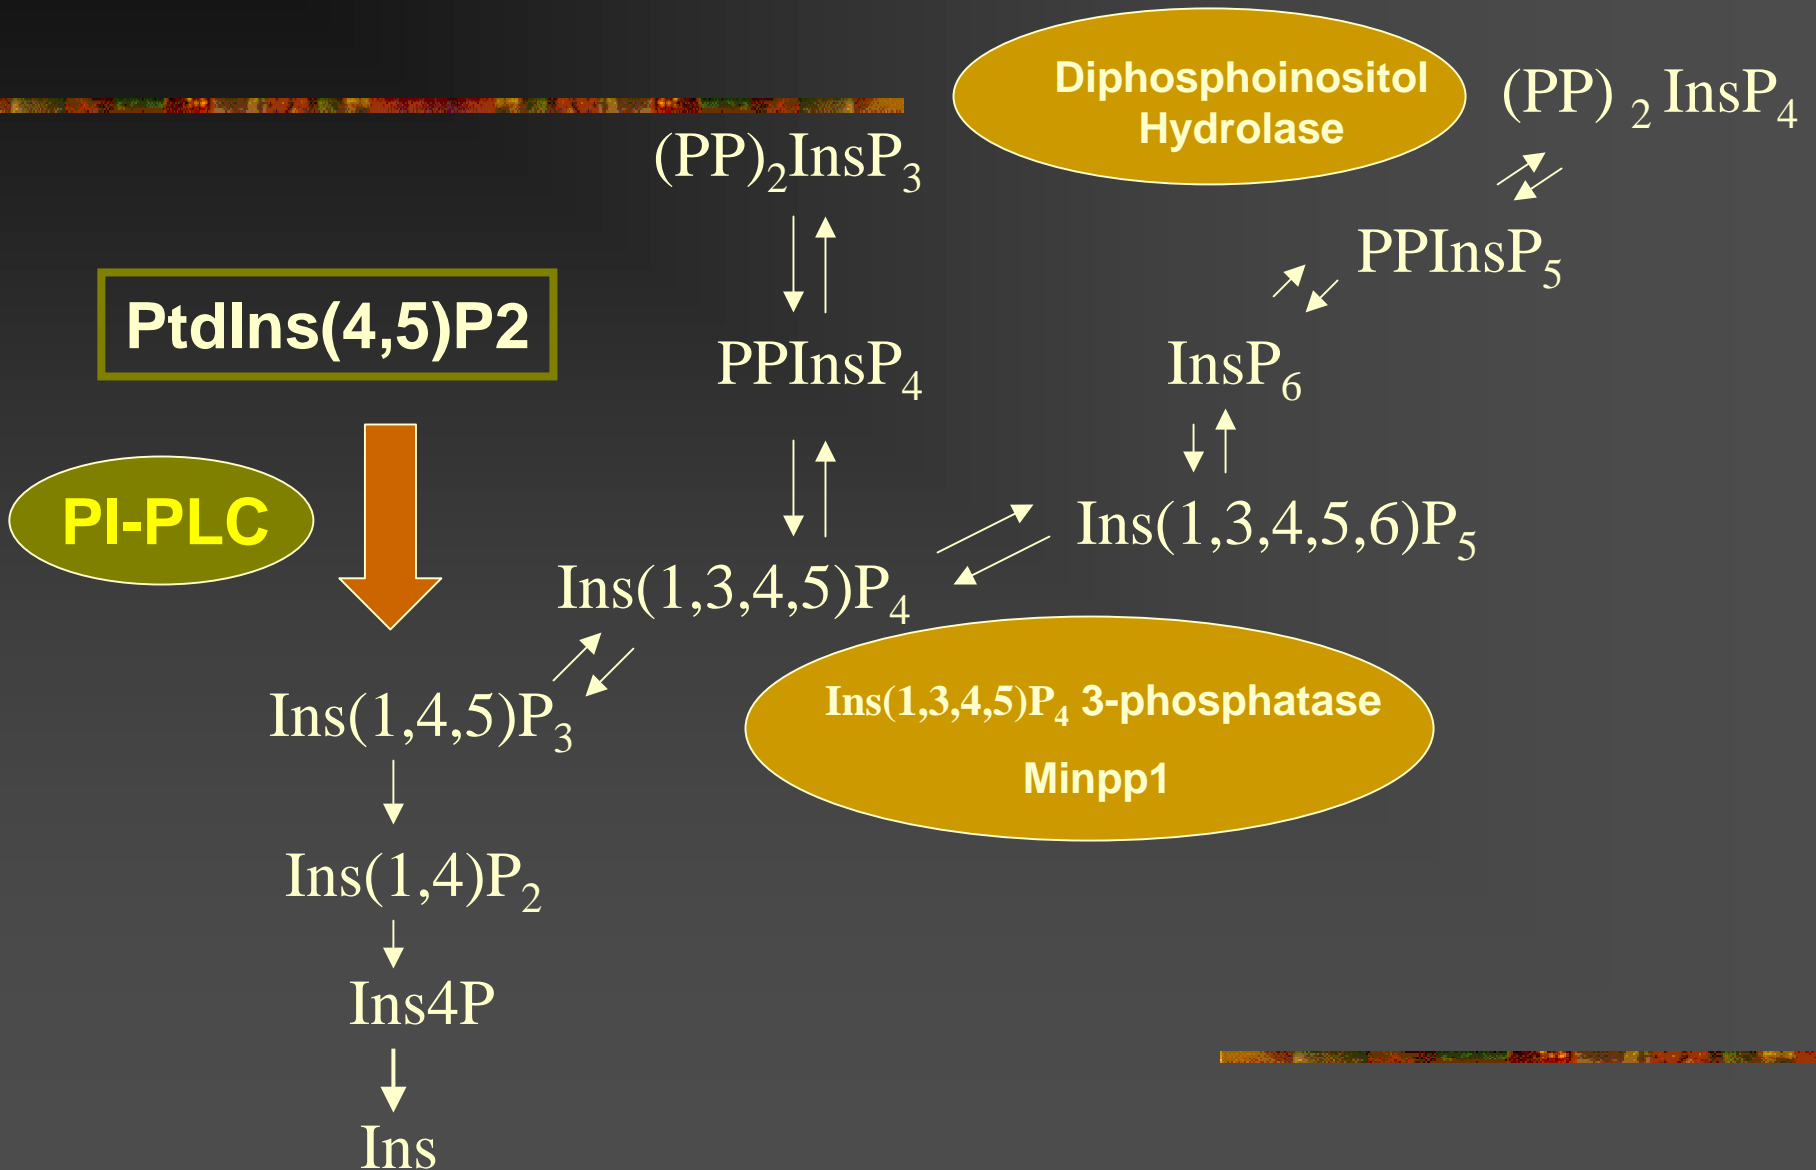 Diphosphoinositol
Hydrolase
(PP) ₂ InsP₄
(PP)₂InsP₃
PPInsP₅
PtdIns(4,5)P2
PPInsP₄
InsP₆
PI-PLC
Ins(1,3,4,5,6)P₅
Ins(1,3,4,5)P₄
Ins(1,3,4,5)P₄ 3-phosphatase
Minpp1
Ins(1,4,5)P₃
Ins(1,4)P₂
Ins4P
Ins